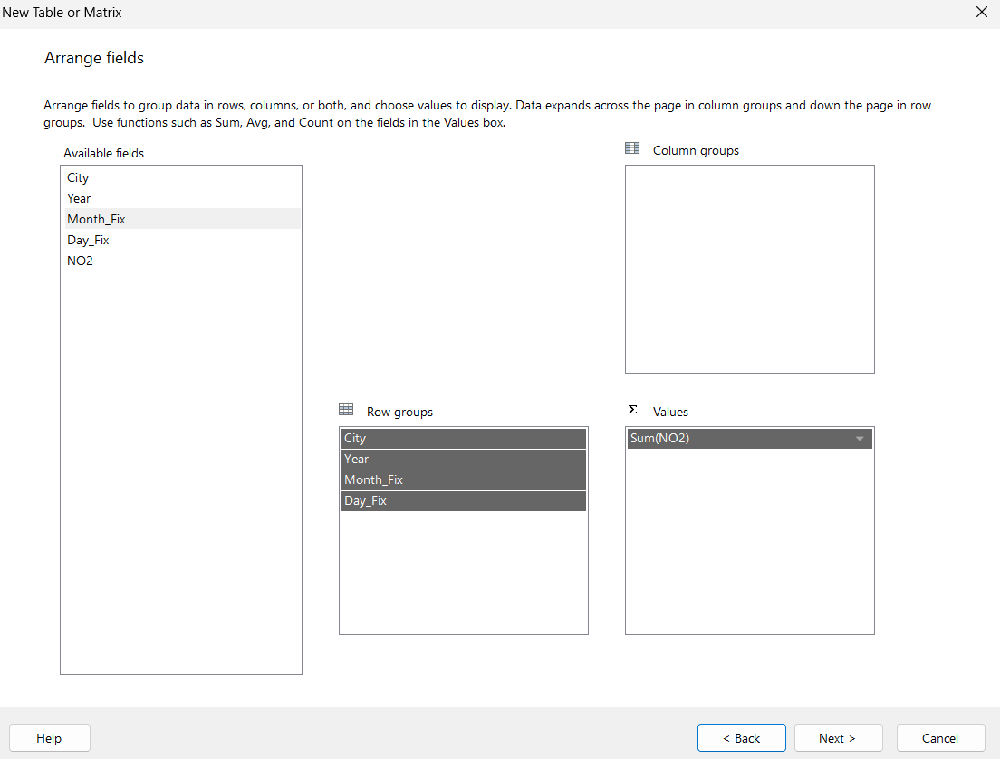 New Table or Matrix
Arrange fields
Arrange fields to group data in rows, columns, or both, and choose values to display. Data expands across the page in column groups and down the page in row
groups.  Use functions such as Sum, Avg, and Count on the fields in the Values box.
Available fields
City
Year
Month_Fix
Day_Fix
NO2
Column groups
Row groups
City
Year
Month_Fix
Day_Fix
Σ Values
Sum(NO2)
Help
< Back
Next >
Cancel